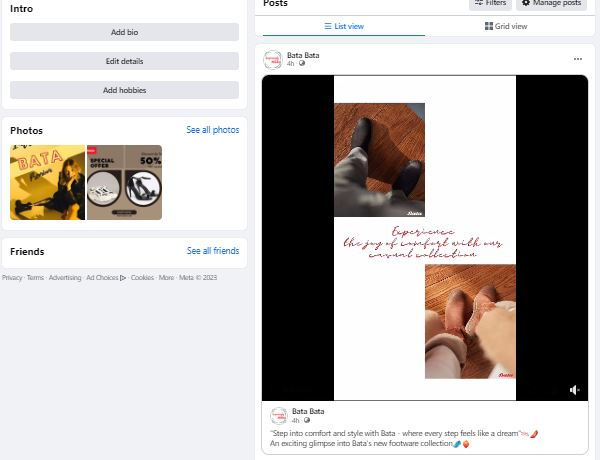 Intro
Add bio
Edit details
Add hobbies
Photos
See all photos
BATA
SPECIAL
OFFER
50%
Friends
See all friends
Privacy · Terms · Advertising · Ad Choices · Cookies · More · Meta © 2023
Posts
Filters
Manage posts
List view
Grid view
Bata Bata
4h
Bata
Experience
the joy of comfort with our
casual collection
Bata
Bata Bata
4h
"Step into comfort and style with Bata - where every step feels like a dream"
An exciting glimpse into Bata's new footware collection